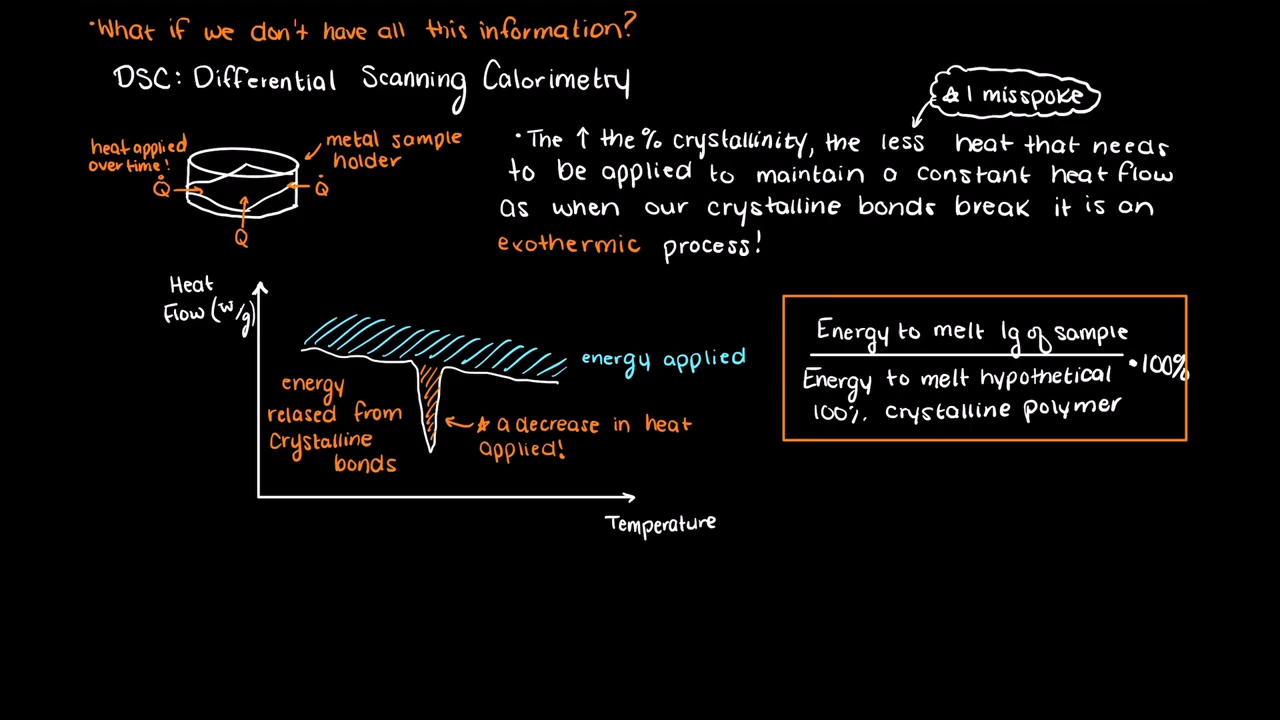 •What if we don't have all this information?
DSC: Differential Scanning Calorimetry
☆ I misspoke
heat applied
over time!
metal sample
holder
Q̇
Q̇
Q̇
•The ↑ the % crystallinity, the less heat that needs
to be applied to maintain a constant heat flow
as when our crystalline bonds break it is an
exothermic process!
Heat
Flow (W/g)
energy applied
energy
relased from
Crystalline
bonds
☆ a decrease in heat
applied!
Temperature
Energy to melt 1g of sample
Energy to melt hypothetical
100% crystalline polymer
•100%